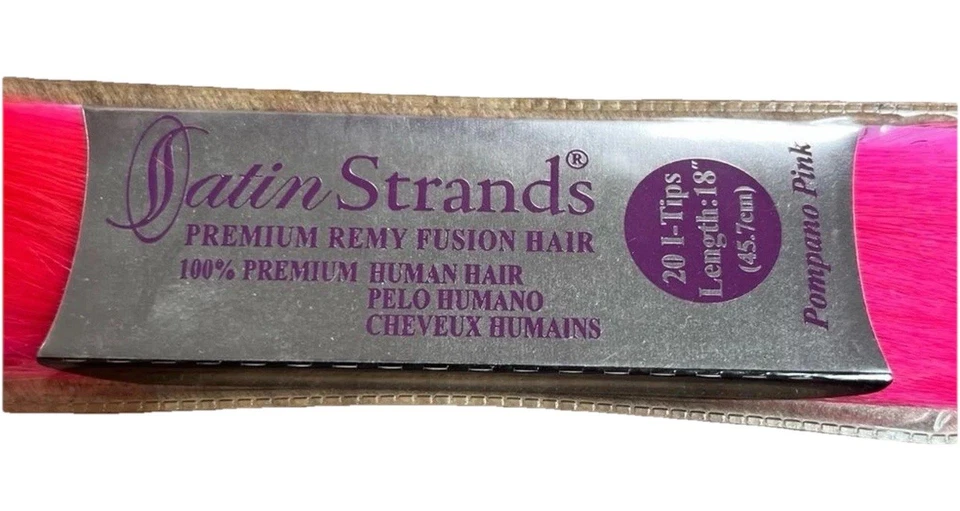 Satin Strands®
PREMIUM REMY FUSION HAIR
100% PREMIUM HUMAN HAIR
PELO HUMANO
CHEVEUX HUMAINS
20 I-Tips
Length: 18"
(45.7cm)
Pompano Pink